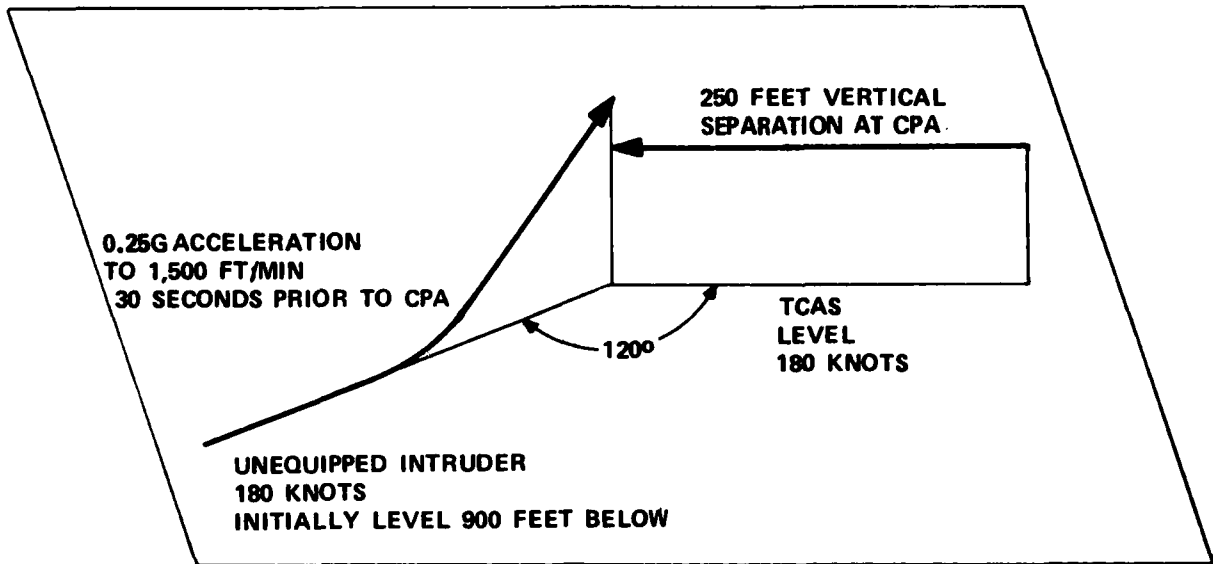 250 FEET VERTICAL
SEPARATION AT CPA
0.25G ACCELERATION
TO 1,500 FT/MIN
30 SECONDS PRIOR TO CPA
120º
TCAS
LEVEL
180 KNOTS
UNEQUIPPED INTRUDER
180 KNOTS
INITIALLY LEVEL 900 FEET BELOW